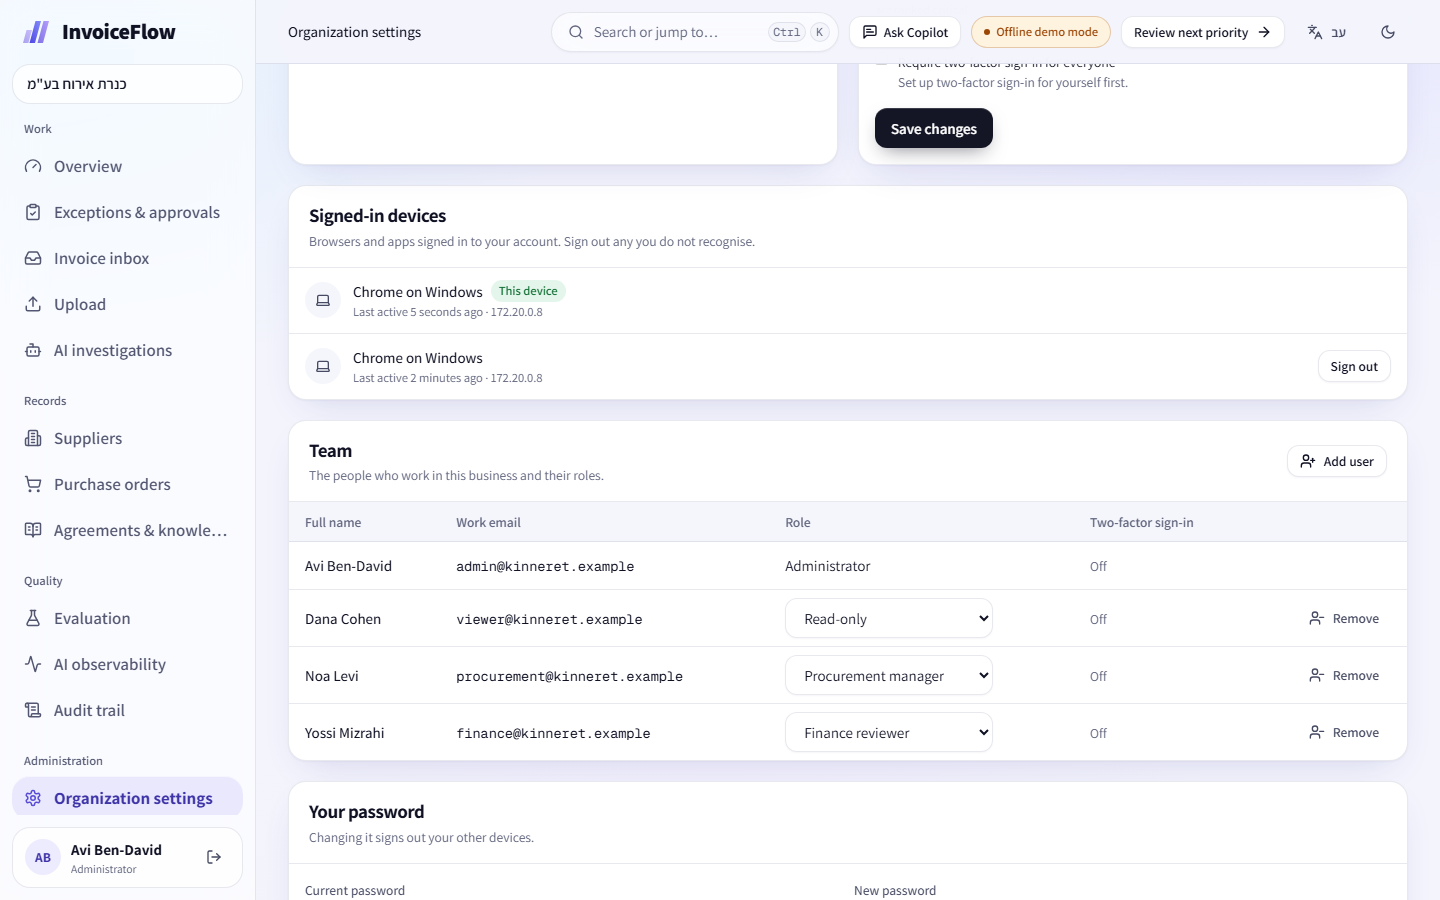 InvoiceFlow
כנרת אירוח בע"מ
Work
Overview
Exceptions & approvals
Invoice inbox
Upload
AI investigations
Records
Suppliers
Purchase orders
Agreements & knowle...
Quality
Evaluation
AI observability
Audit trail
Administration
Organization settings
AB
Avi Ben-David
Administrator
Organization settings
Search or jump to...
Ctrl K
Ask Copilot
Offline demo mode
Review next priority
עב
Require two-factor sign-in for everyone
Set up two-factor sign-in for yourself first.
Save changes
Signed-in devices
Browsers and apps signed in to your account. Sign out any you do not recognise.
Chrome on Windows This device
Last active 5 seconds ago · 172.20.0.8
Chrome on Windows
Last active 2 minutes ago · 172.20.0.8
Sign out
Team
The people who work in this business and their roles.
Add user
Full name Work email Role Two-factor sign-in
Avi Ben-David admin@kinneret.example Administrator Off
Dana Cohen viewer@kinneret.example Read-only Off Remove
Noa Levi procurement@kinneret.example Procurement manager Off Remove
Yossi Mizrahi finance@kinneret.example Finance reviewer Off Remove
Your password
Changing it signs out your other devices.
Current password New password